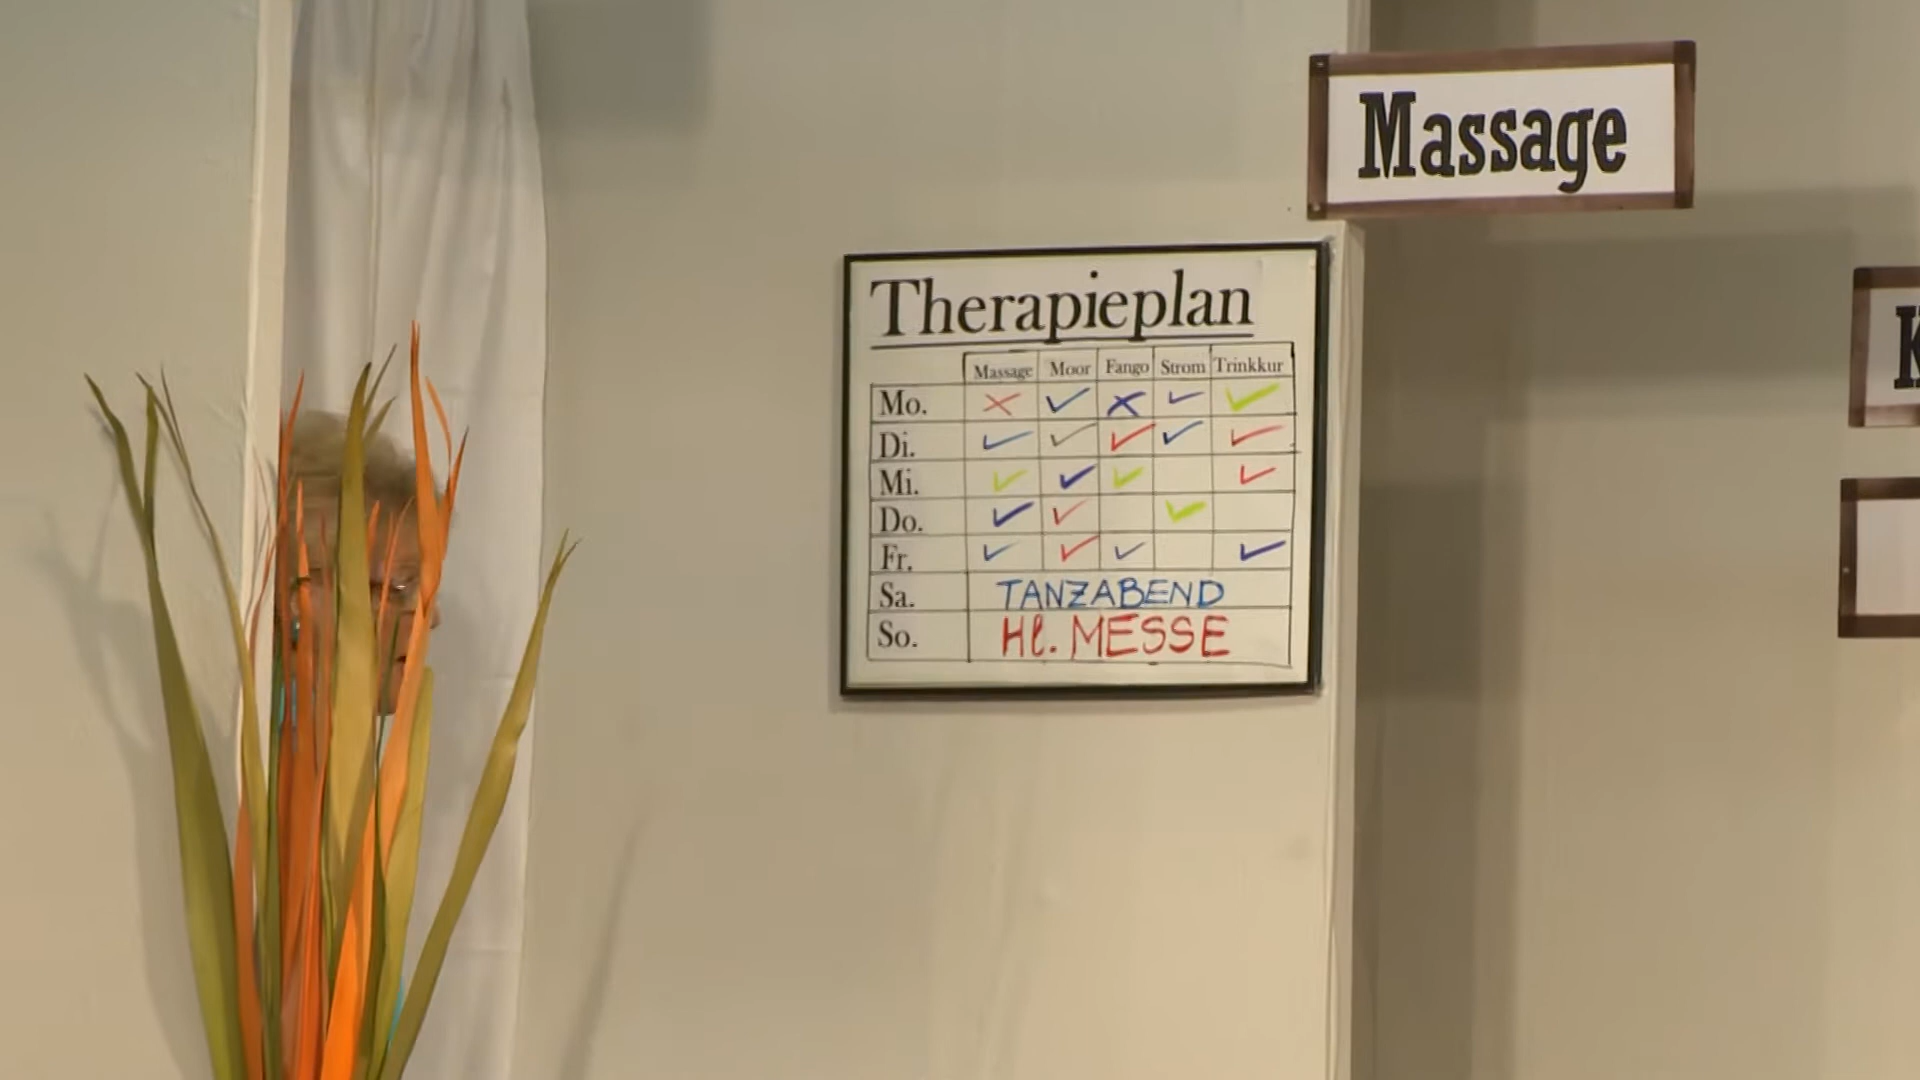 Massage
Therapieplan
Massage Moor Fango Strom Trinkkur
Mo.
Di.
Mi.
Do.
Fr.
Sa. TANZABEND
So. Hl. MESSE